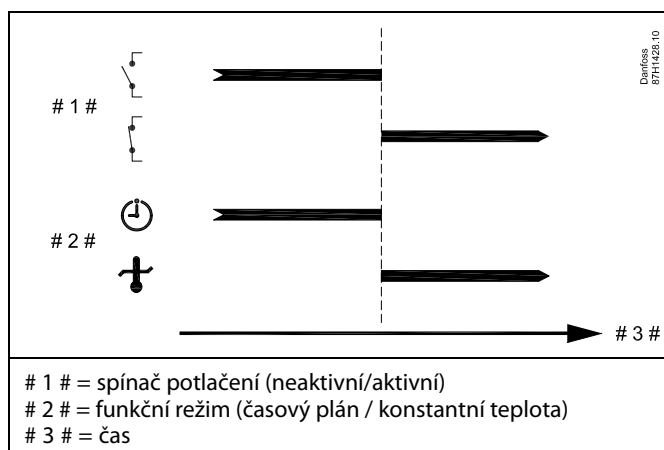 Danfoss
87H1428.10
# 1 #
# 2 #
# 3 #
# 1 # = spínač potlačení (neaktivní/aktivní)
# 2 # = funkční režim (časový plán / konstantní teplota)
# 3 # = čas